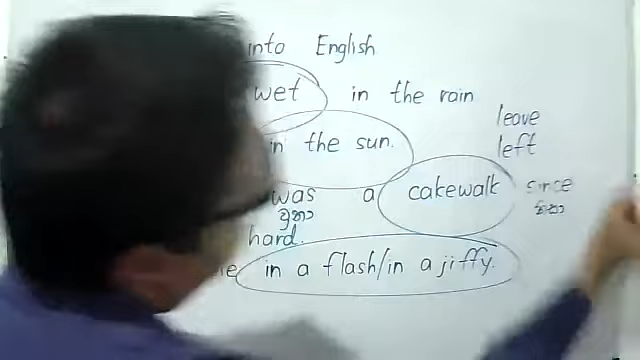 into English
wet in the rain
leave
in the sun.
left
was a cakewalk since
hard.
in a flash/in a jiffy.